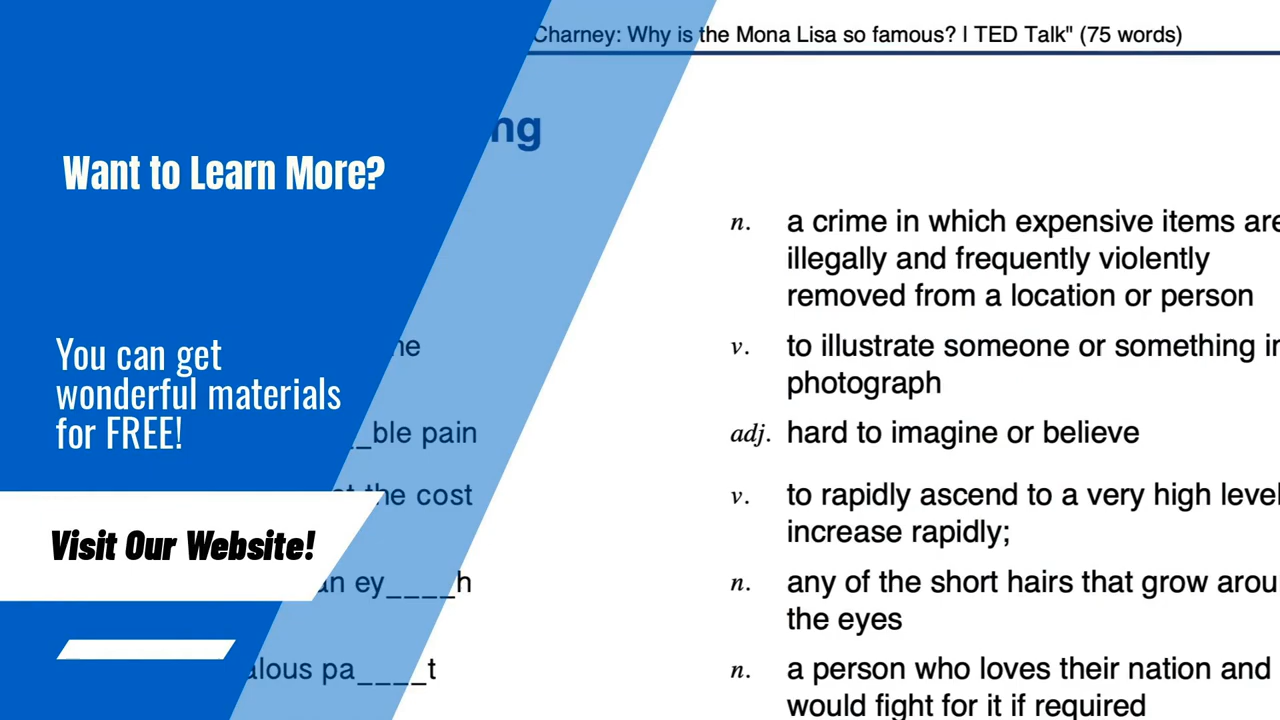 Charney: Why is the Mona Lisa so famous? | TED Talk" (75 words)
ng
Want to Learn More?
You can get
wonderful materials
for FREE!
Visit Our Website!
n. a crime in which expensive items are
illegally and frequently violently
removed from a location or person
ne
v. to illustrate someone or something in
photograph
_ble pain
adj. hard to imagine or believe
the cost
v. to rapidly ascend to a very high level
increase rapidly;
an ey____h
n. any of the short hairs that grow arou
the eyes
alous pa____t
n. a person who loves their nation and
would fight for it if required